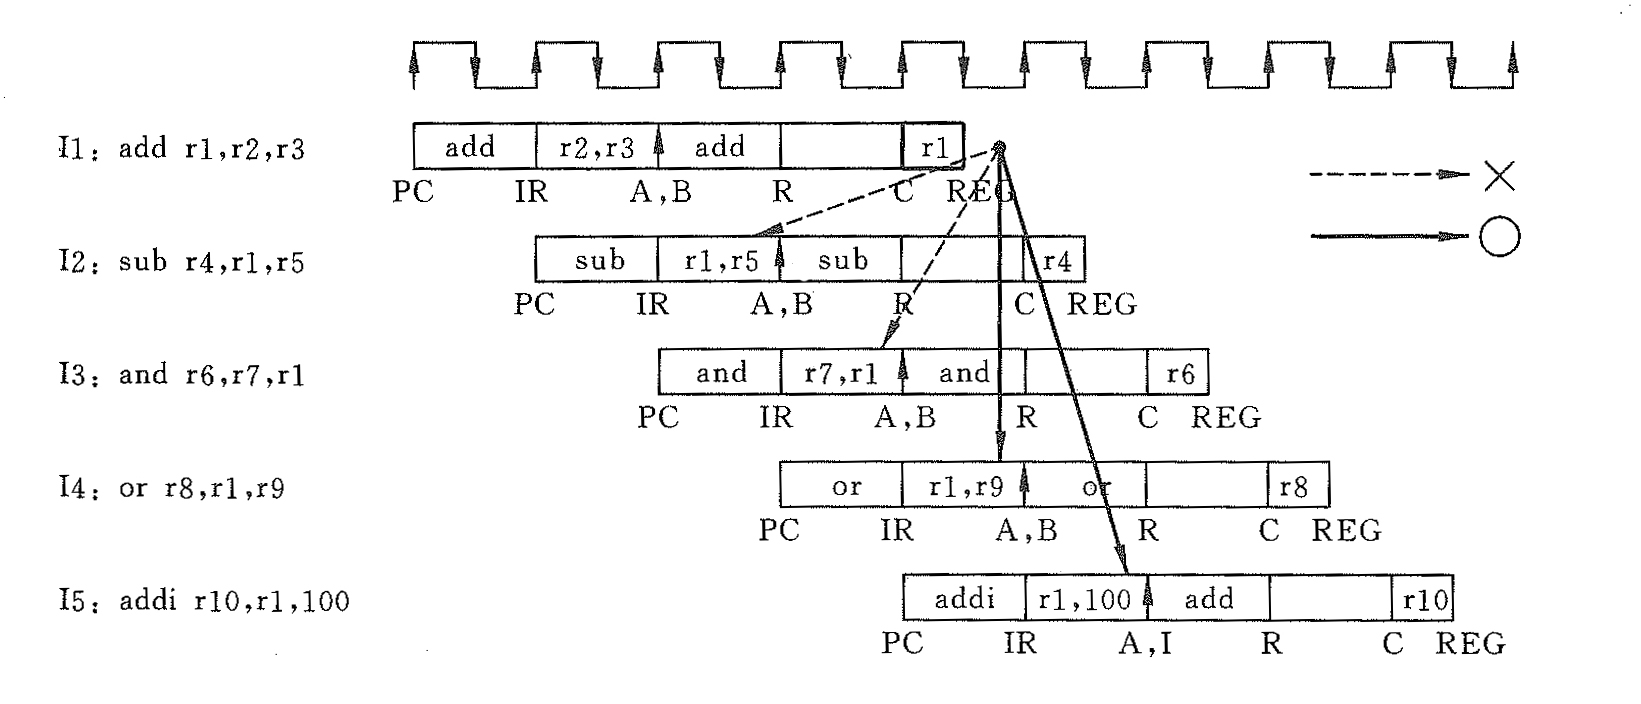 I1: add r1,r2,r3 add r2,r3 add r1
PC IR A,B R C REG
I2: sub r4,r1,r5 sub r1,r5 sub r4
PC IR A,B R C REG
I3: and r6,r7,r1 and r7,r1 and r6
PC IR A,B R C REG
I4: or r8,r1,r9 or r1,r9 or r8
PC IR A,B R C REG
I5: addi r10,r1,100 addi r1,100 add r10
PC IR A,I R C REG